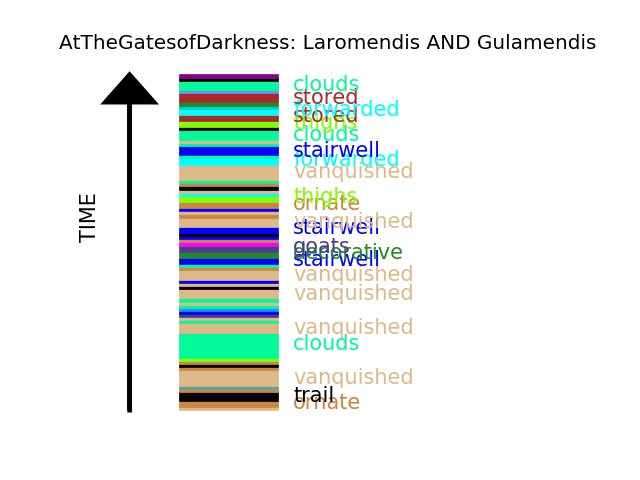 AtTheGatesofDarkness: Laromendis AND Gulamendis
clouds
stored
forwarded
stored
thighs
clouds
stairwell
forwarded
vanquished
thighs
ornate
vanquished
stairwell
goats
decorative
stairwell
vanquished
vanquished
vanquished
clouds
vanquished
trail
ornate
TIME